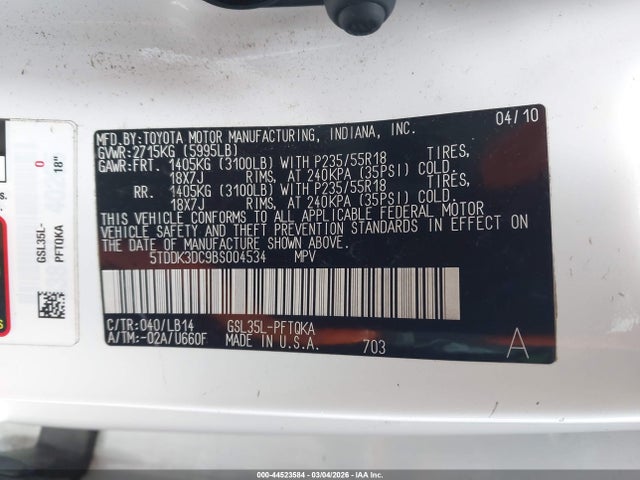 MFD.BY: TOYOTA MOTOR MANUFACTURING, INDIANA, INC. 04/10
GVWR: 2715KG (5995LB)
GAWR: FRT. 1405KG (3100LB) WITH P235/55R18 TIRES,
18X7J RIMS, AT 240KPA (35PSI) COLD.
RR. 1405KG (3100LB) WITH P235/55R18 TIRES,
18X7J RIMS, AT 240KPA (35PSI) COLD.
THIS VEHICLE CONFORMS TO ALL APPLICABLE FEDERAL MOTOR
VEHICLE SAFETY AND THEFT PREVENTION STANDARDS IN EFFECT ON
THE DATE OF MANUFACTURE SHOWN ABOVE.
5TDDK3DC9BS004534 MPV
C/TR: 040/LB14 GSL35L-PFTQKA
A/TM: -02A/U660F MADE IN U.S.A. 703 A
GSL35L-
PFTQKA
0
18"
000-44523584 | 03/04/2026 | IAA